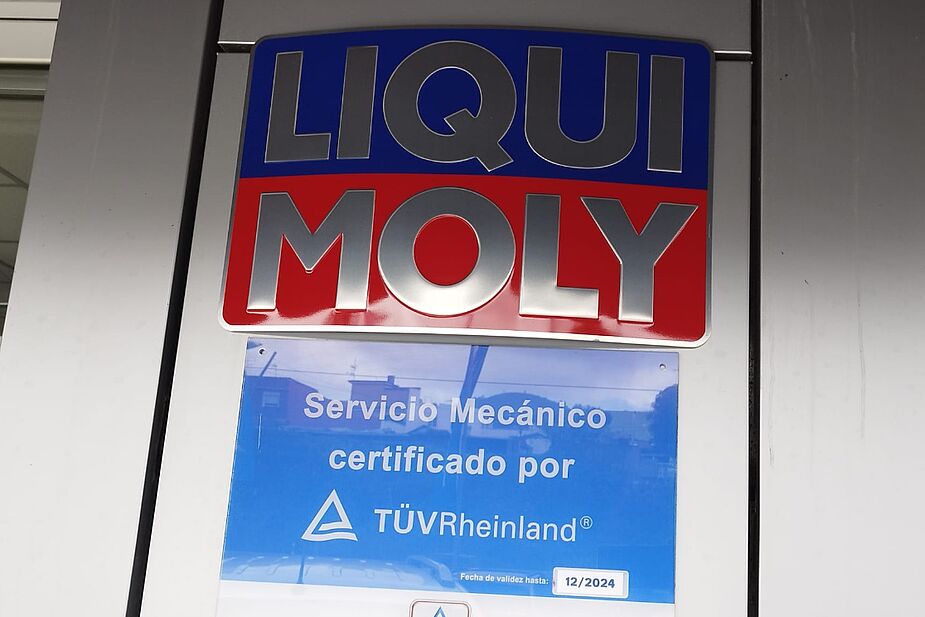 LIQUI
MOLY
Servicio Mecánico
certificado por
TÜVRheinland®
Fecha de validez hasta: 12/2024